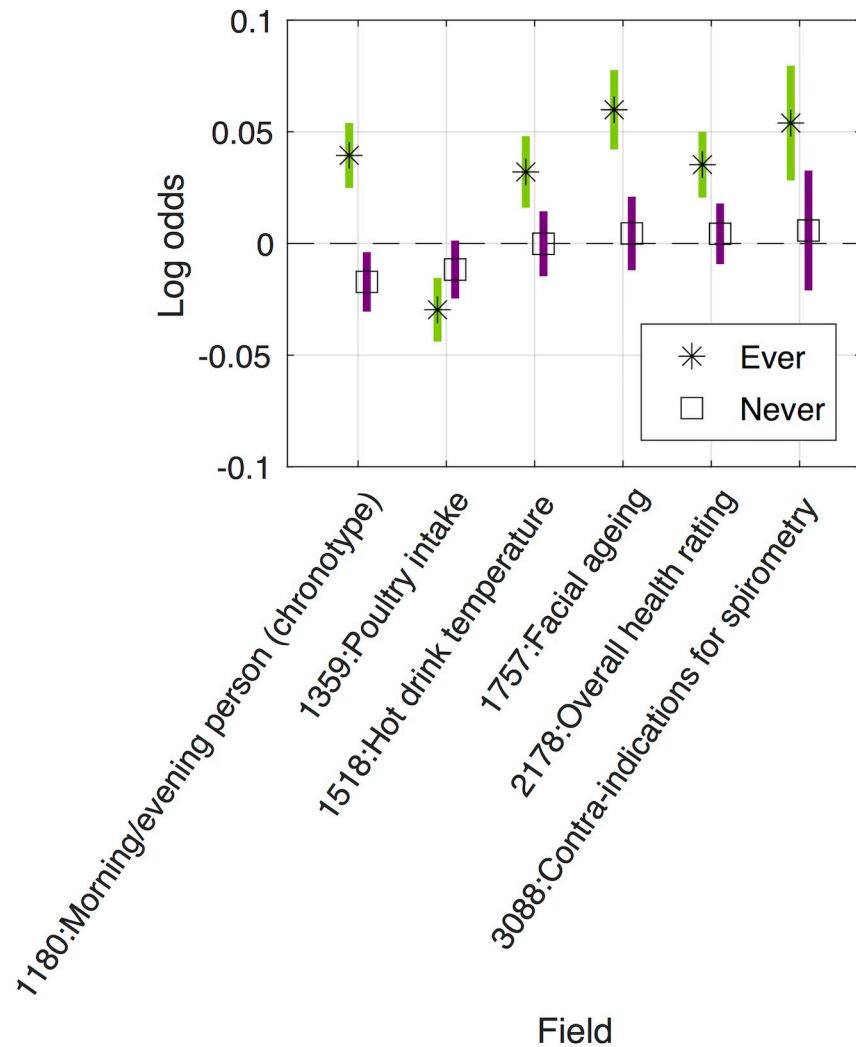 Log odds
0.1
0.05
0
-0.05
-0.1
Ever
Never
1180:Morning/evening person (chronotype)
1359:Poultry intake
1518:Hot drink temperature
1757:Facial ageing
2178:Overall health rating
3088:Contra-indications for spirometry
Field